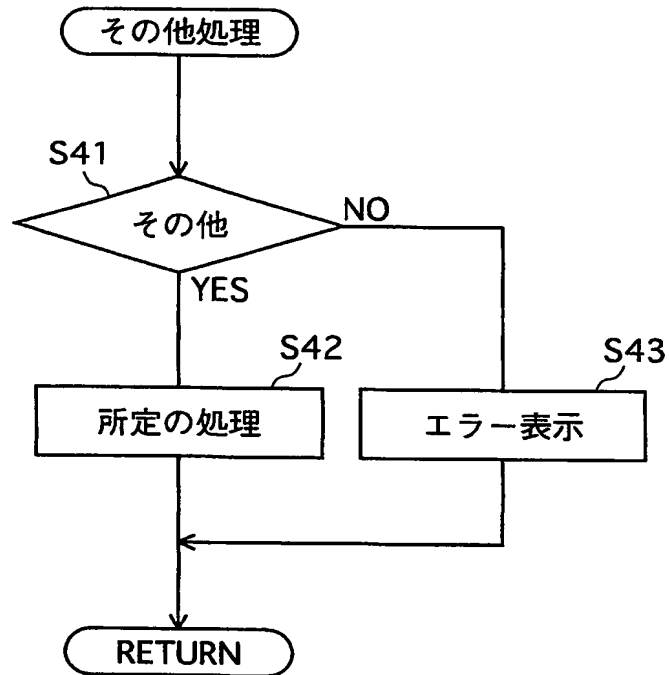 その他処理
S41
その他
NO
YES
S42
所定の処理
S43
エラー表示
RETURN